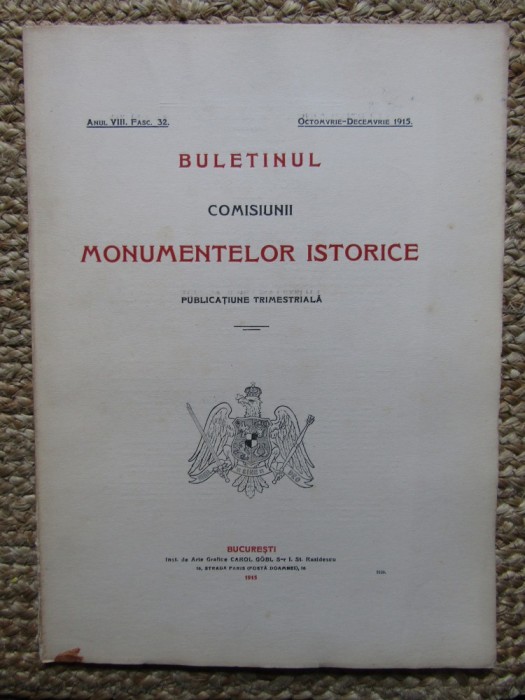 Anul VIII. Fasc. 32.
Octomvrie-Decemvrie 1915.
BULETINUL
COMISIUNII
MONUMENTELOR ISTORICE
PUBLICAȚIUNE TRIMESTRIALĂ
BUCUREȘTI
Inst. de Arte Grafice CAROL GÖBL S-r I. St. Rasidescu
16, STRADA PARIS (FOSTĂ DOAMNEI), 16
1915